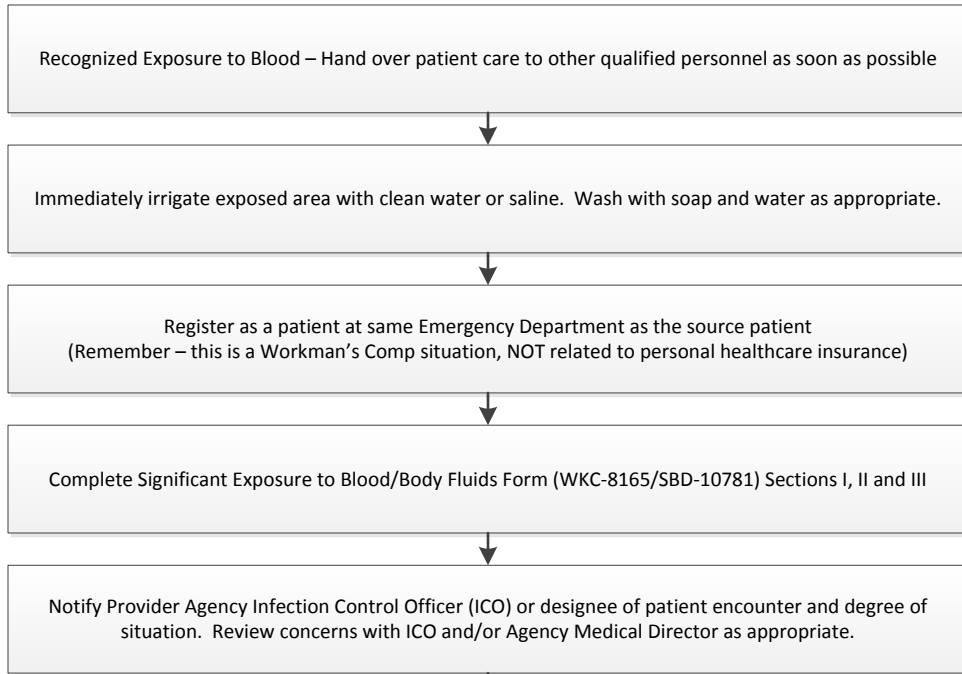 Recognized Exposure to Blood – Hand over patient care to other qualified personnel as soon as possible
Immediately irrigate exposed area with clean water or saline.  Wash with soap and water as appropriate.
Register as a patient at same Emergency Department as the source patient
(Remember – this is a Workman's Comp situation, NOT related to personal healthcare insurance)
Complete Significant Exposure to Blood/Body Fluids Form (WKC-8165/SBD-10781) Sections I, II and III
Notify Provider Agency Infection Control Officer (ICO) or designee of patient encounter and degree of
situation.  Review concerns with ICO and/or Agency Medical Director as appropriate.